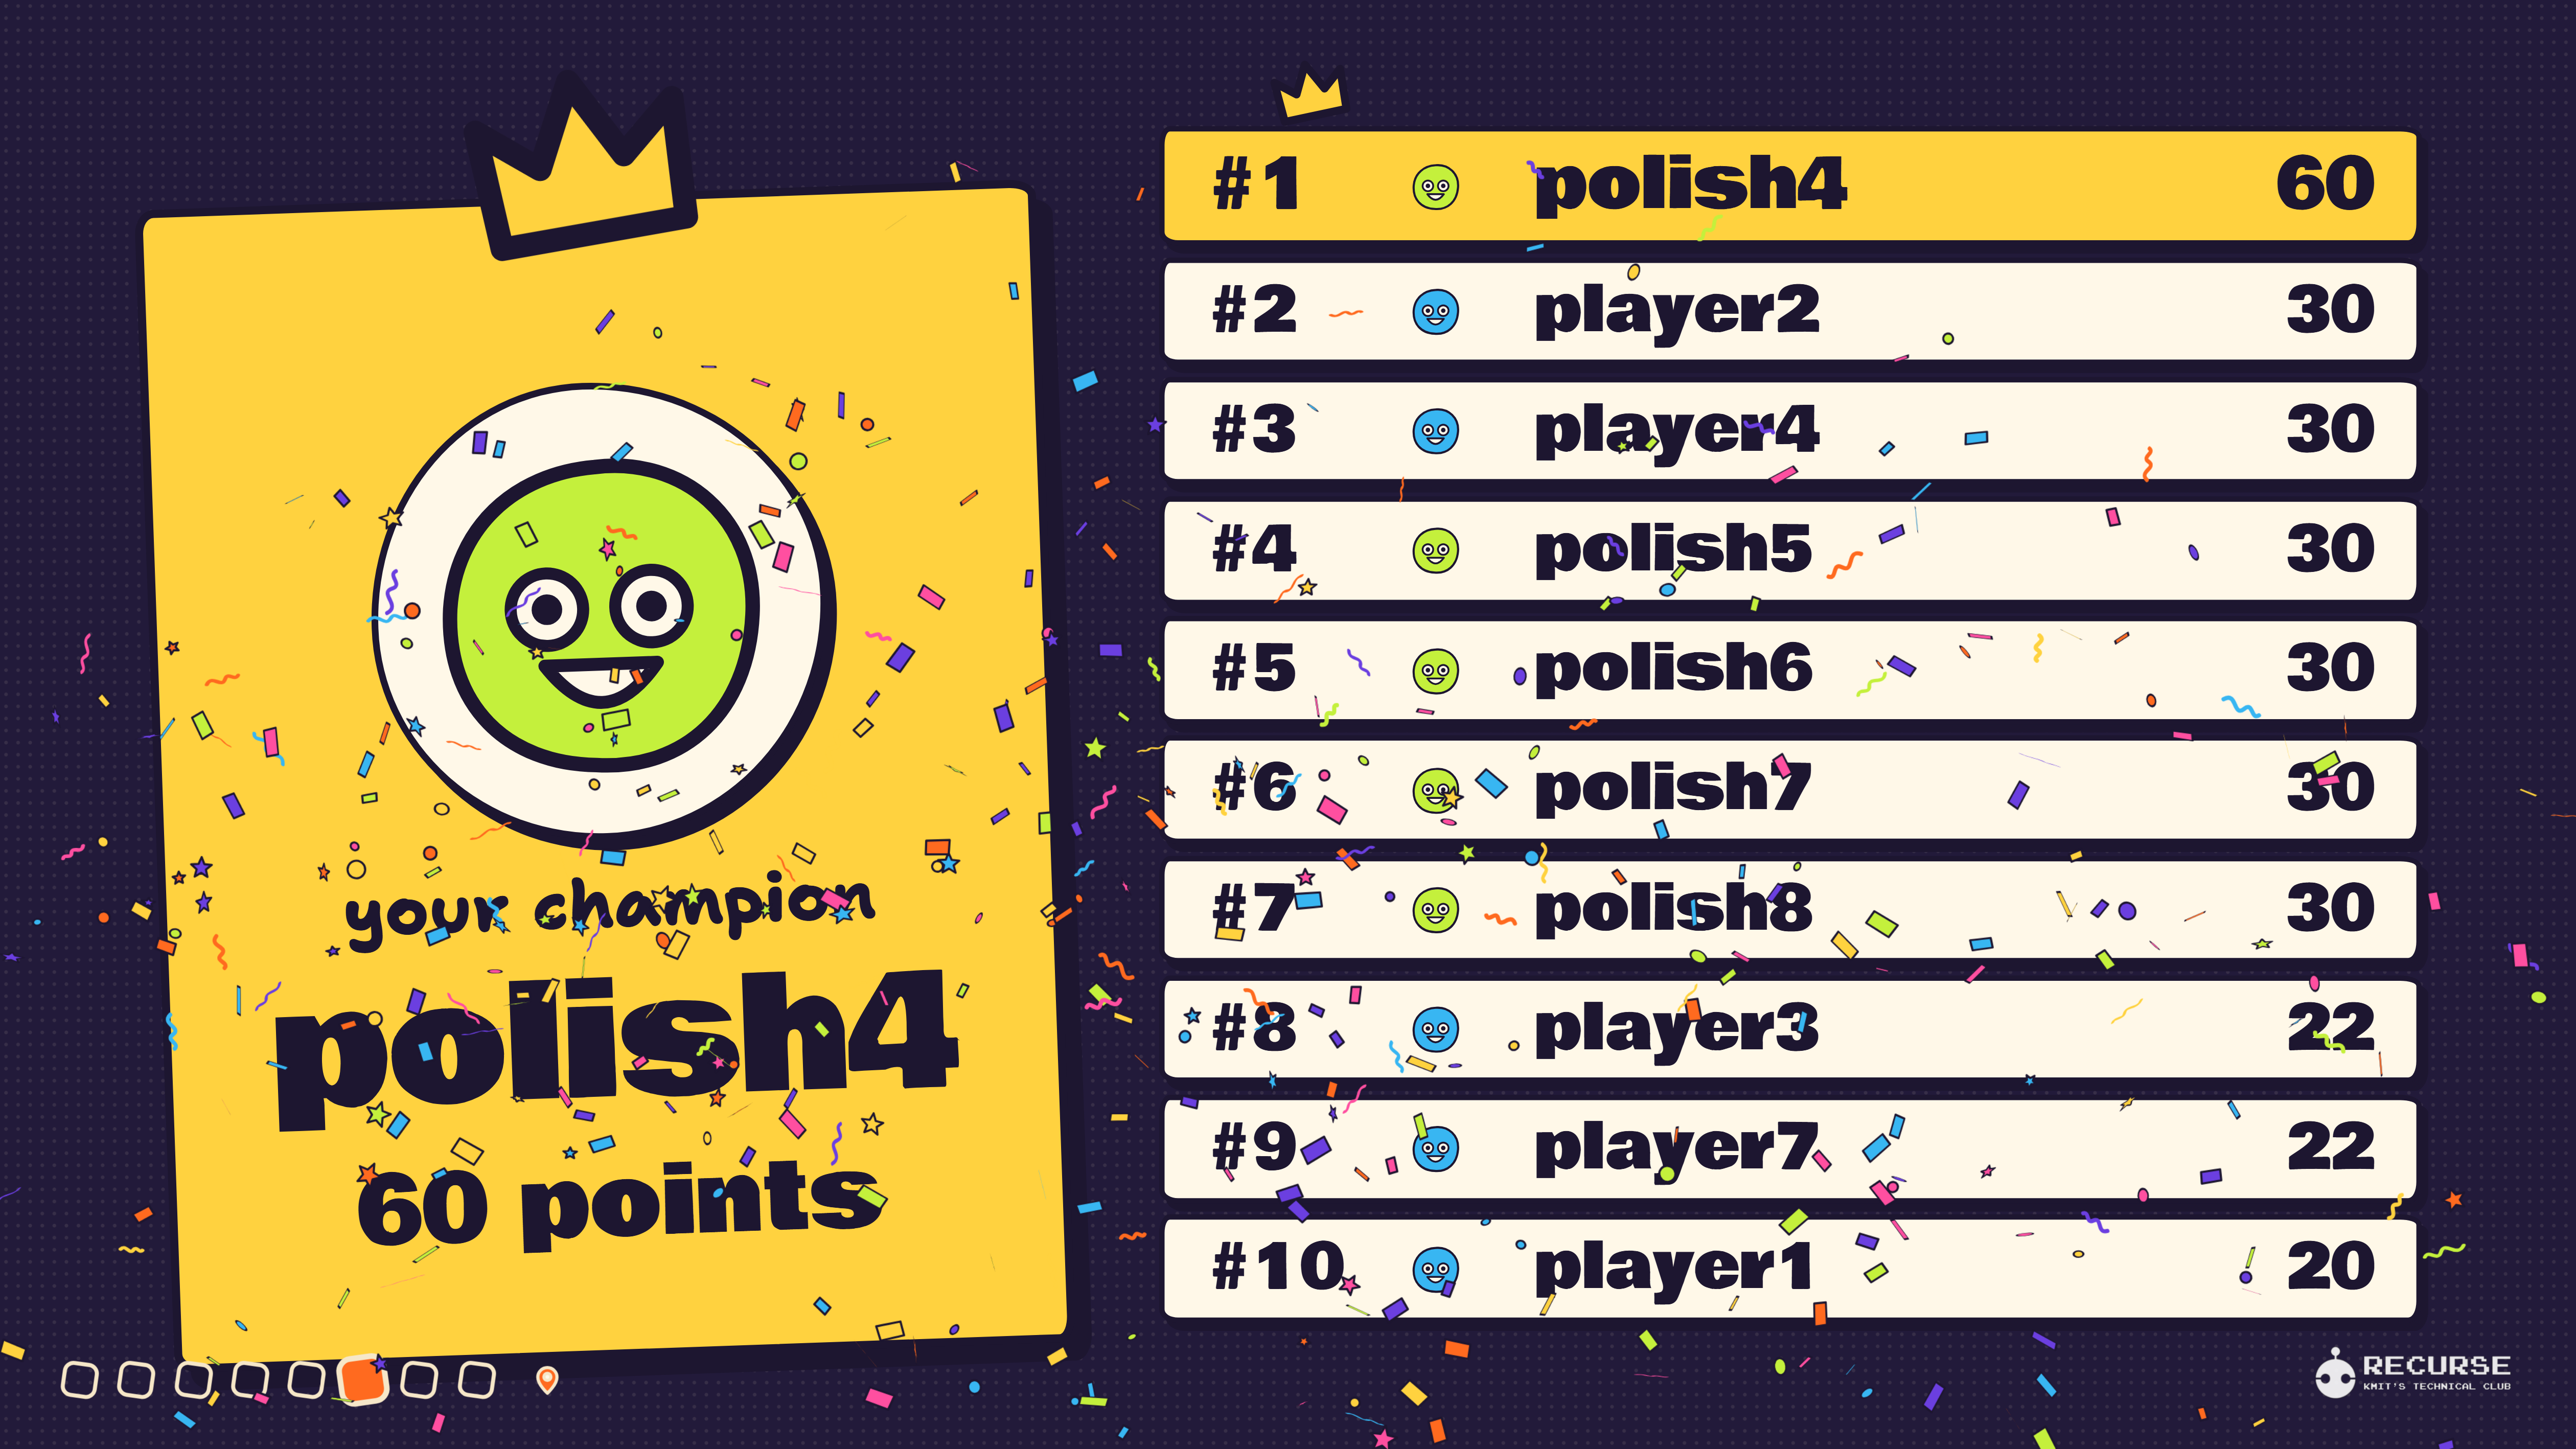 your champion
polish4
60 points
#1 polish4 60
#2 player2 30
#3 player4 30
#4 polish5 30
#5 polish6 30
#6 polish7 30
#7 polish8 30
#8 player3 22
#9 player7 22
#10 player1 20
RECURSE
KMIT'S TECHNICAL CLUB